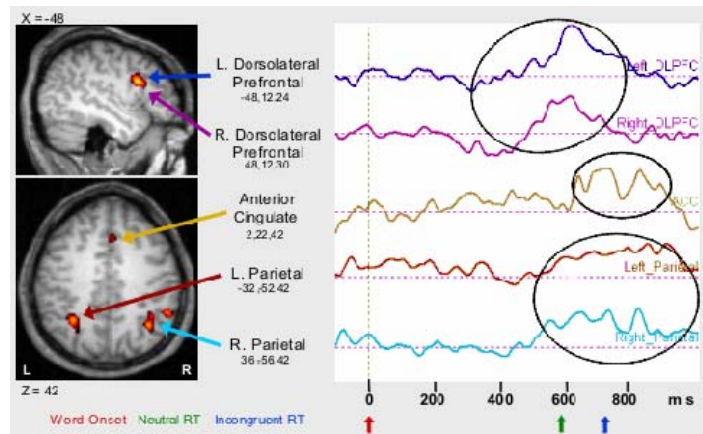 X = -48
L. Dorsolateral
Prefrontal
-48,12,24
R. Dorsolateral
Prefrontal
48,12,30
Anterior
Cingulate
2,22,42
L. Parietal
-32,-52,42
R. Parietal
36,-56,42
L
R
Z = 42
Left_DLPFC
Right_DLPFC
ACC
Left_Parietal
Right_Parietal
0 200 400 600 800 ms
Word Onset Neutral RT Incongruent RT